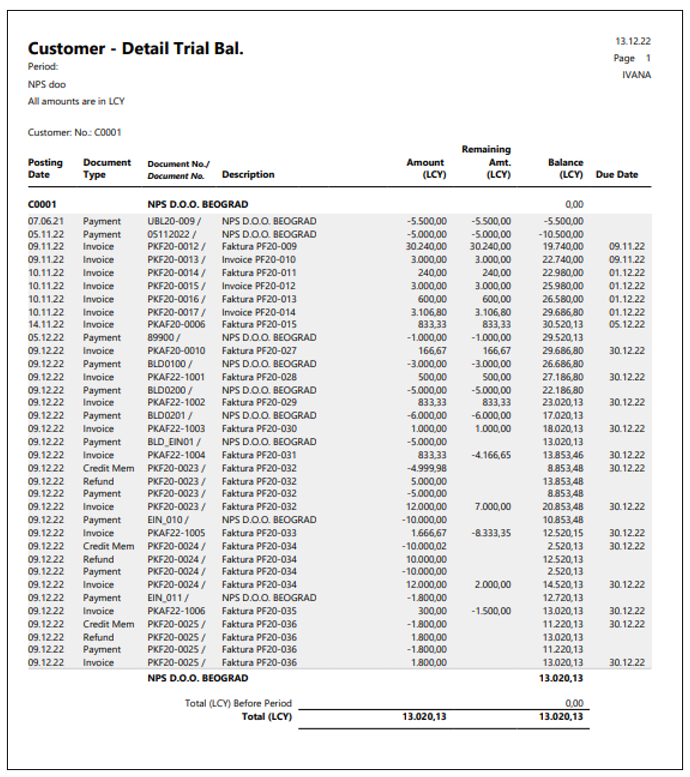 Customer - Detail Trial Bal. 13.12.22
Period: Page 1
NPS doo IVANA
All amounts are in LCY
Customer: No.: C0001
Posting Date Document Type Document No./ Document No. Description Amount (LCY) Remaining Amt. (LCY) Balance (LCY) Due Date
C0001 NPS D.O.O. BEOGRAD 0,00
07.06.21 Payment UBL20-009 / NPS D.O.O. BEOGRAD -5.500,00 -5.500,00 -5.500,00
05.11.22 Payment 05112022 / NPS D.O.O. BEOGRAD -5.000,00 -5.000,00 -10.500,00
09.11.22 Invoice PKF20-0012 / Faktura PF20-009 30.240,00 30.240,00 19.740,00 09.11.22
09.11.22 Invoice PKF20-0013 / Invoice PF20-010 3.000,00 3.000,00 22.740,00 09.11.22
10.11.22 Invoice PKF20-0014 / Faktura PF20-011 240,00 240,00 22.980,00 01.12.22
10.11.22 Invoice PKF20-0015 / Invoice PF20-012 3.000,00 3.000,00 25.980,00 01.12.22
10.11.22 Invoice PKF20-0016 / Faktura PF20-013 600,00 600,00 26.580,00 01.12.22
10.11.22 Invoice PKF20-0017 / Invoice PF20-014 3.106,80 3.106,80 29.686,80 01.12.22
14.11.22 Invoice PKAF20-0006 Faktura PF20-015 833,33 833,33 30.520,13 05.12.22
05.12.22 Payment 89900 / NPS D.O.O. BEOGRAD -1.000,00 -1.000,00 29.520,13
09.12.22 Invoice PKAF20-0010 Faktura PF20-027 166,67 166,67 29.686,80 30.12.22
09.12.22 Payment BLD0100 / NPS D.O.O. BEOGRAD -3.000,00 -3.000,00 26.686,80
09.12.22 Invoice PKAF22-1001 Faktura PF20-028 500,00 500,00 27.186,80 30.12.22
09.12.22 Payment BLD0200 / NPS D.O.O. BEOGRAD -5.000,00 -5.000,00 22.186,80
09.12.22 Invoice PKAF22-1002 Faktura PF20-029 833,33 833,33 23.020,13 30.12.22
09.12.22 Payment BLD0201 / NPS D.O.O. BEOGRAD -6.000,00 -6.000,00 17.020,13
09.12.22 Invoice PKAF22-1003 Faktura PF20-030 1.000,00 1.000,00 18.020,13 30.12.22
09.12.22 Payment BLD_EIN01 / NPS D.O.O. BEOGRAD -5.000,00 13.020,13
09.12.22 Invoice PKAF22-1004 Faktura PF20-031 833,33 -4.166,65 13.853,46 30.12.22
09.12.22 Credit Mem PKF20-0023 / Faktura PF20-032 -4.999,98 8.853,48 30.12.22
09.12.22 Refund PKF20-0023 / Faktura PF20-032 5.000,00 13.853,48
09.12.22 Payment PKF20-0023 / Faktura PF20-032 -5.000,00 8.853,48
09.12.22 Invoice PKF20-0023 / Faktura PF20-032 12.000,00 7.000,00 20.853,48 30.12.22
09.12.22 Payment EIN_010 / NPS D.O.O. BEOGRAD -10.000,00 10.853,48
09.12.22 Invoice PKAF22-1005 Faktura PF20-033 1.666,67 -8.333,35 12.520,15 30.12.22
09.12.22 Credit Mem PKF20-0024 / Faktura PF20-034 -10.000,02 2.520,13 30.12.22
09.12.22 Refund PKF20-0024 / Faktura PF20-034 10.000,00 12.520,13
09.12.22 Payment PKF20-0024 / Faktura PF20-034 -10.000,00 2.520,13
09.12.22 Invoice PKF20-0024 / Faktura PF20-034 12.000,00 2.000,00 14.520,13 30.12.22
09.12.22 Payment EIN_011 / NPS D.O.O. BEOGRAD -1.800,00 12.720,13
09.12.22 Invoice PKAF22-1006 Faktura PF20-035 300,00 -1.500,00 13.020,13 30.12.22
09.12.22 Credit Mem PKF20-0025 / Faktura PF20-036 -1.800,00 11.220,13 30.12.22
09.12.22 Refund PKF20-0025 / Faktura PF20-036 1.800,00 13.020,13
09.12.22 Payment PKF20-0025 / Faktura PF20-036 -1.800,00 11.220,13
09.12.22 Invoice PKF20-0025 / Faktura PF20-036 1.800,00 13.020,13 30.12.22
NPS D.O.O. BEOGRAD 13.020,13
Total (LCY) Before Period 0,00
Total (LCY) 13.020,13 13.020,13